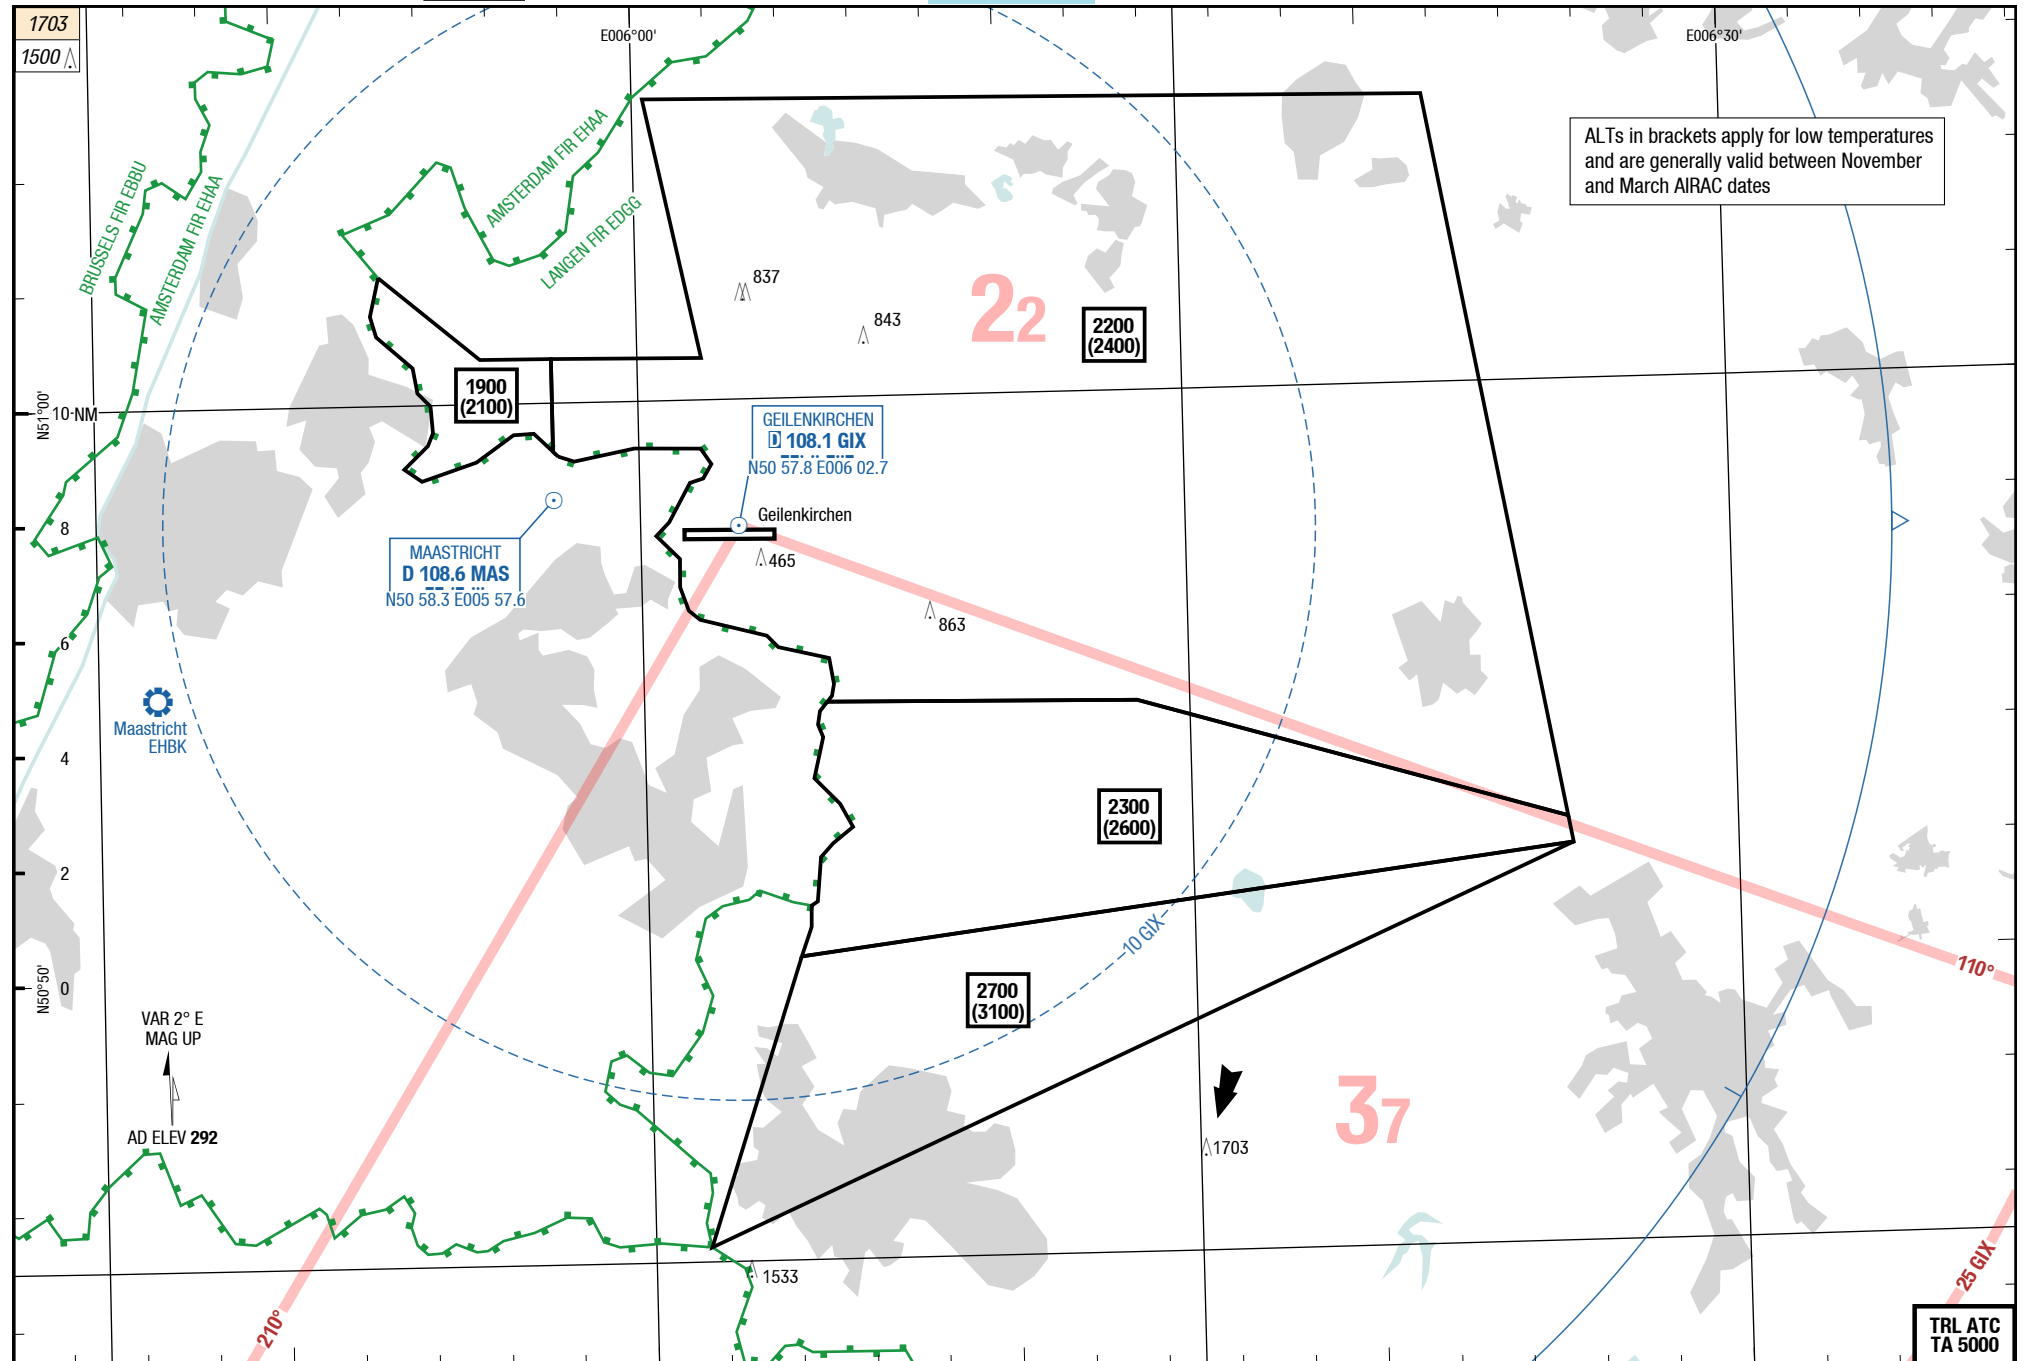 1703
1500
E006°00'
E006°30'
ALTs in brackets apply for low temperatures
and are generally valid between November
and March AIRAC dates
BRUSSELS FIR EBBU
AMSTERDAM FIR EHAA
AMSTERDAM FIR EHAA
LANGEN FIR EDGG
837
843
22
2200
(2400)
1900
(2100)
N51°00'
10 NM
GEILENKIRCHEN
D 108.1 GIX
N50 57.8 E006 02.7
Geilenkirchen
8
MAASTRICHT
D 108.6 MAS
N50 58.3 E005 57.6
465
863
6
Maastricht
EHBK
4
2300
(2600)
2
10 GIX
110°
N50°50'
0
2700
(3100)
VAR 2° E
MAG UP
37
AD ELEV 292
1703
1533
25 GIX
210°
TRL ATC
TA 5000